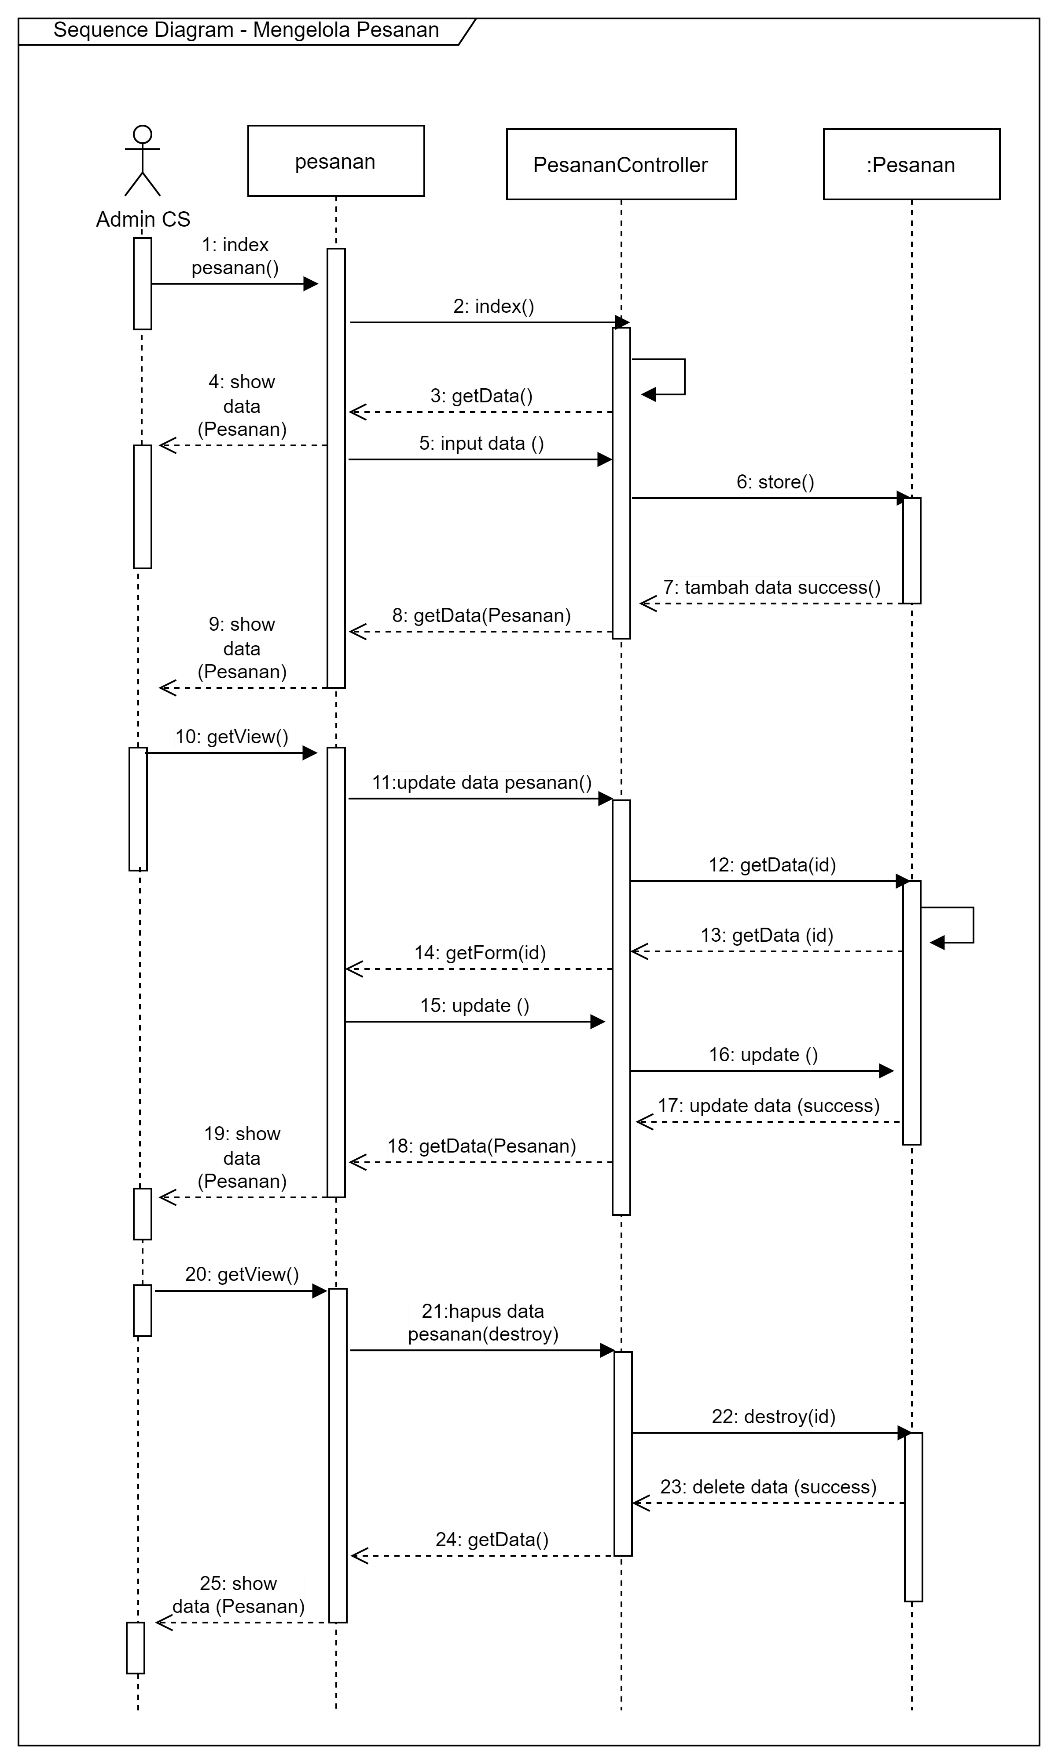 Sequence Diagram - Mengelola Pesanan
pesanan
PesananController
:Pesanan
Admin CS
1: index
pesanan()
2: index()
4: show
data
(Pesanan)
3: getData()
5: input data ()
6: store()
7: tambah data success()
8: getData(Pesanan)
9: show
data
(Pesanan)
10: getView()
11:update data pesanan()
12: getData(id)
13: getData (id)
14: getForm(id)
15: update ()
16: update ()
17: update data (success)
18: getData(Pesanan)
19: show
data
(Pesanan)
20: getView()
21:hapus data
pesanan(destroy)
22: destroy(id)
23: delete data (success)
24: getData()
25: show
data (Pesanan)